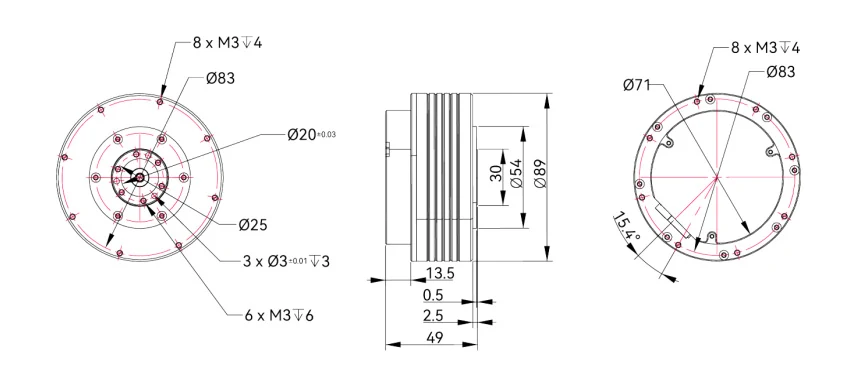 8 x M3↧4
Ø83
Ø20±0.03
Ø25
3 x Ø3±0.01↧3
6 x M3↧6
30
Ø54
Ø89
13.5
0.5
2.5
49
8 x M3↧4
Ø83
Ø71
15.4°